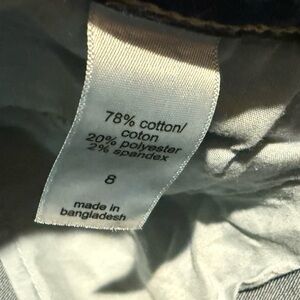 78% cotton/
coton
20% polyester
2% spandex
8
made in
bangladesh